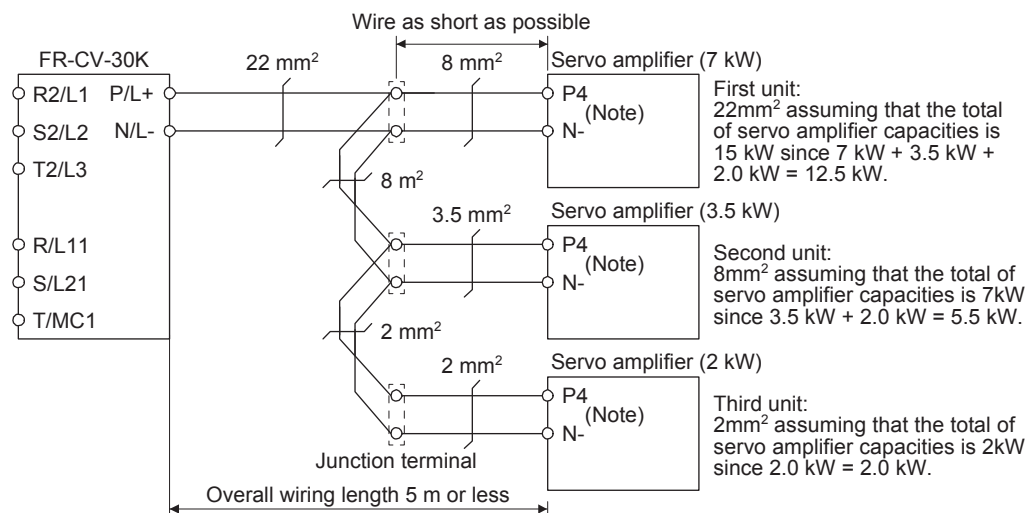 Wire as short as possible
FR-CV-30K
22 mm²
8 mm²
Servo amplifier (7 kW)
R2/L1 P/L+
S2/L2 N/L-
T2/L3
R/L11
S/L21
T/MC1
P4
(Note)
N-
First unit:
22mm² assuming that the total
of servo amplifier capacities is
15 kW since 7 kW + 3.5 kW +
2.0 kW = 12.5 kW.
8 m²
3.5 mm²
Servo amplifier (3.5 kW)
P4
(Note)
N-
Second unit:
8mm² assuming that the total of
servo amplifier capacities is 7kW
since 3.5 kW + 2.0 kW = 5.5 kW.
2 mm²
2 mm²
Servo amplifier (2 kW)
P4
(Note)
N-
Third unit:
2mm² assuming that the total of
servo amplifier capacities is 2kW
since 2.0 kW = 2.0 kW.
Junction terminal
Overall wiring length 5 m or less